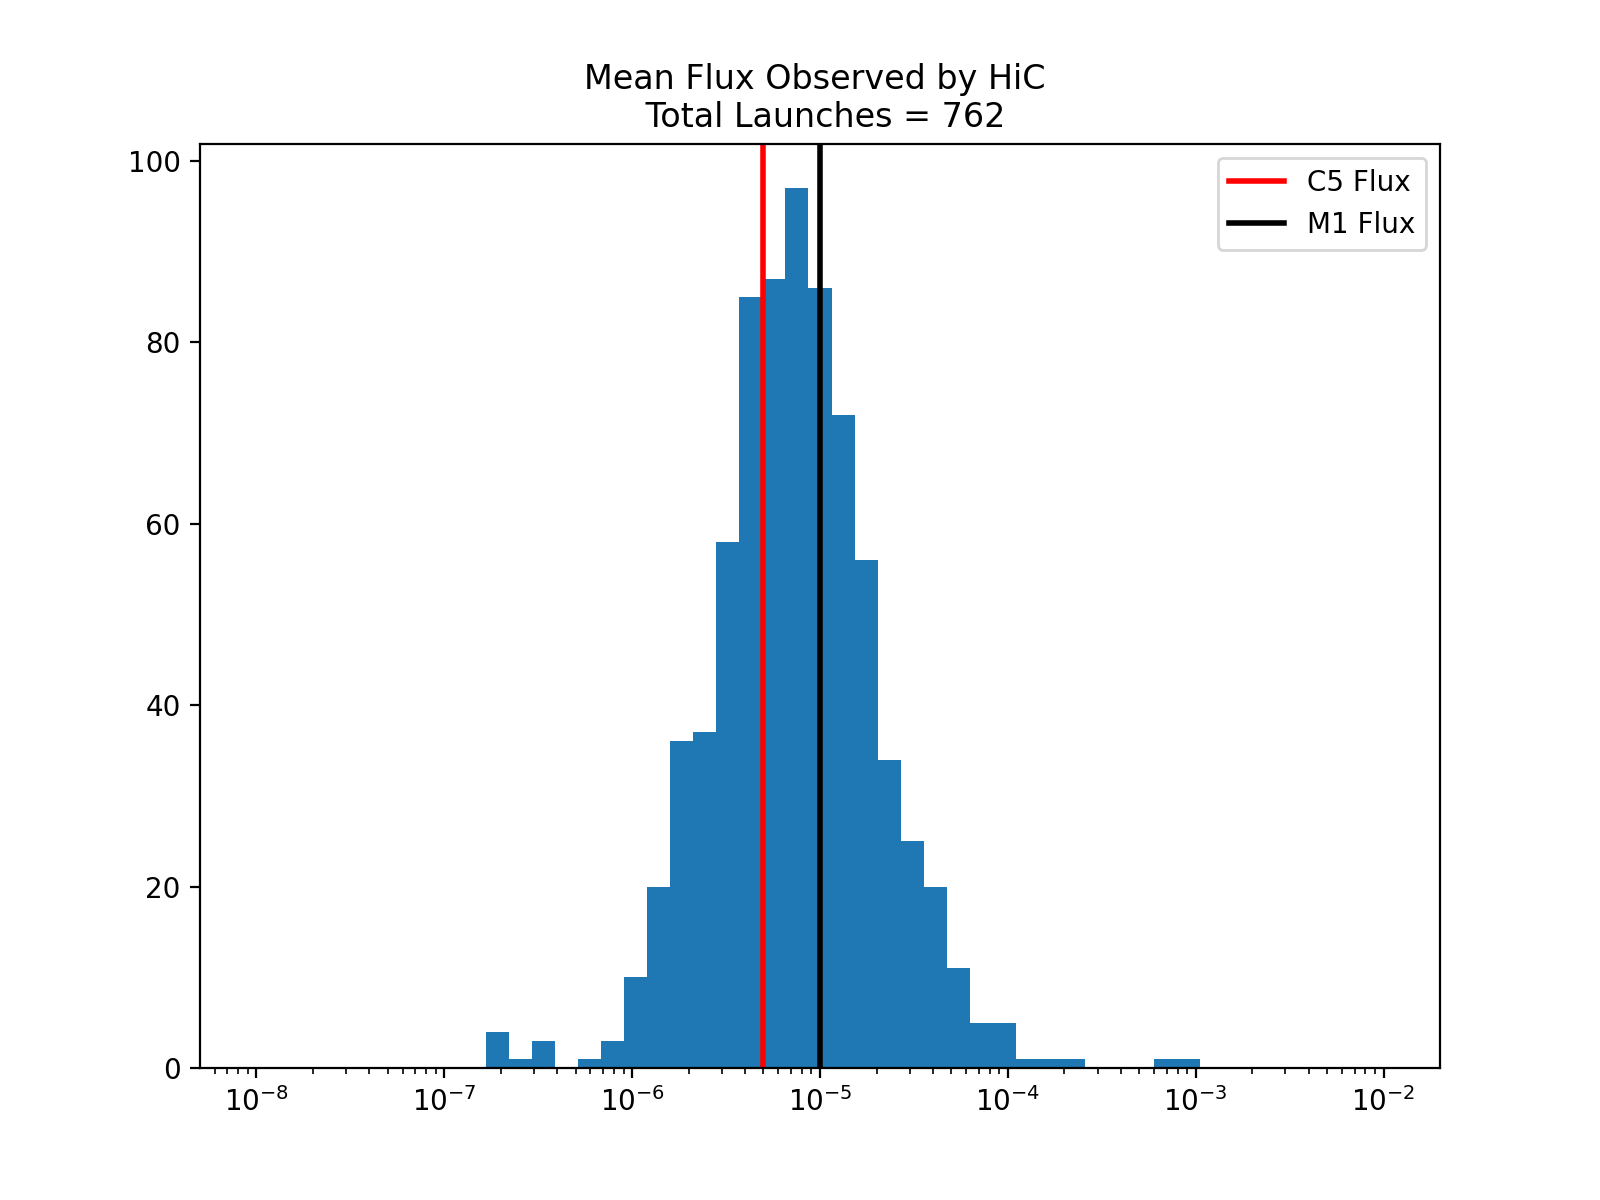 Mean Flux Observed by HiC
Total Launches = 762
C5 Flux
M1 Flux
100
80
60
40
20
0
10⁻⁸ 10⁻⁷ 10⁻⁶ 10⁻⁵ 10⁻⁴ 10⁻³ 10⁻²